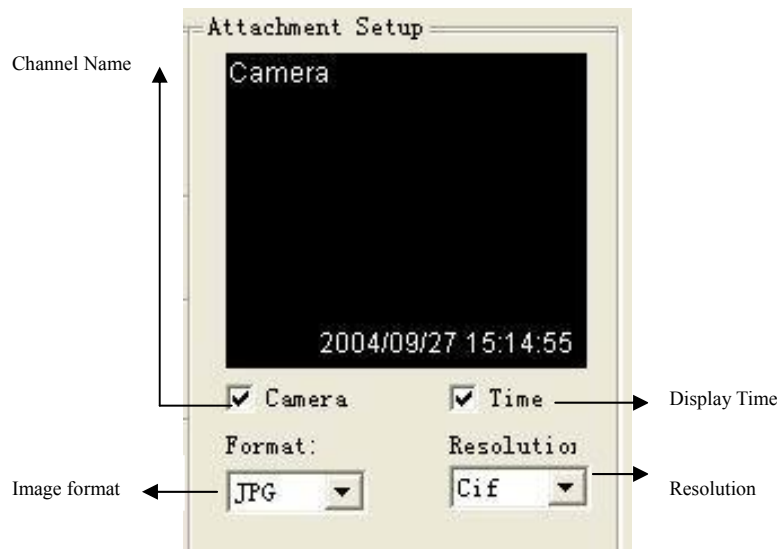 Attachment Setup
Channel Name
Camera
2004/09/27 15:14:55
Camera
Time
Display Time
Format:
Resolution
Image format
JPG
Cif
Resolution